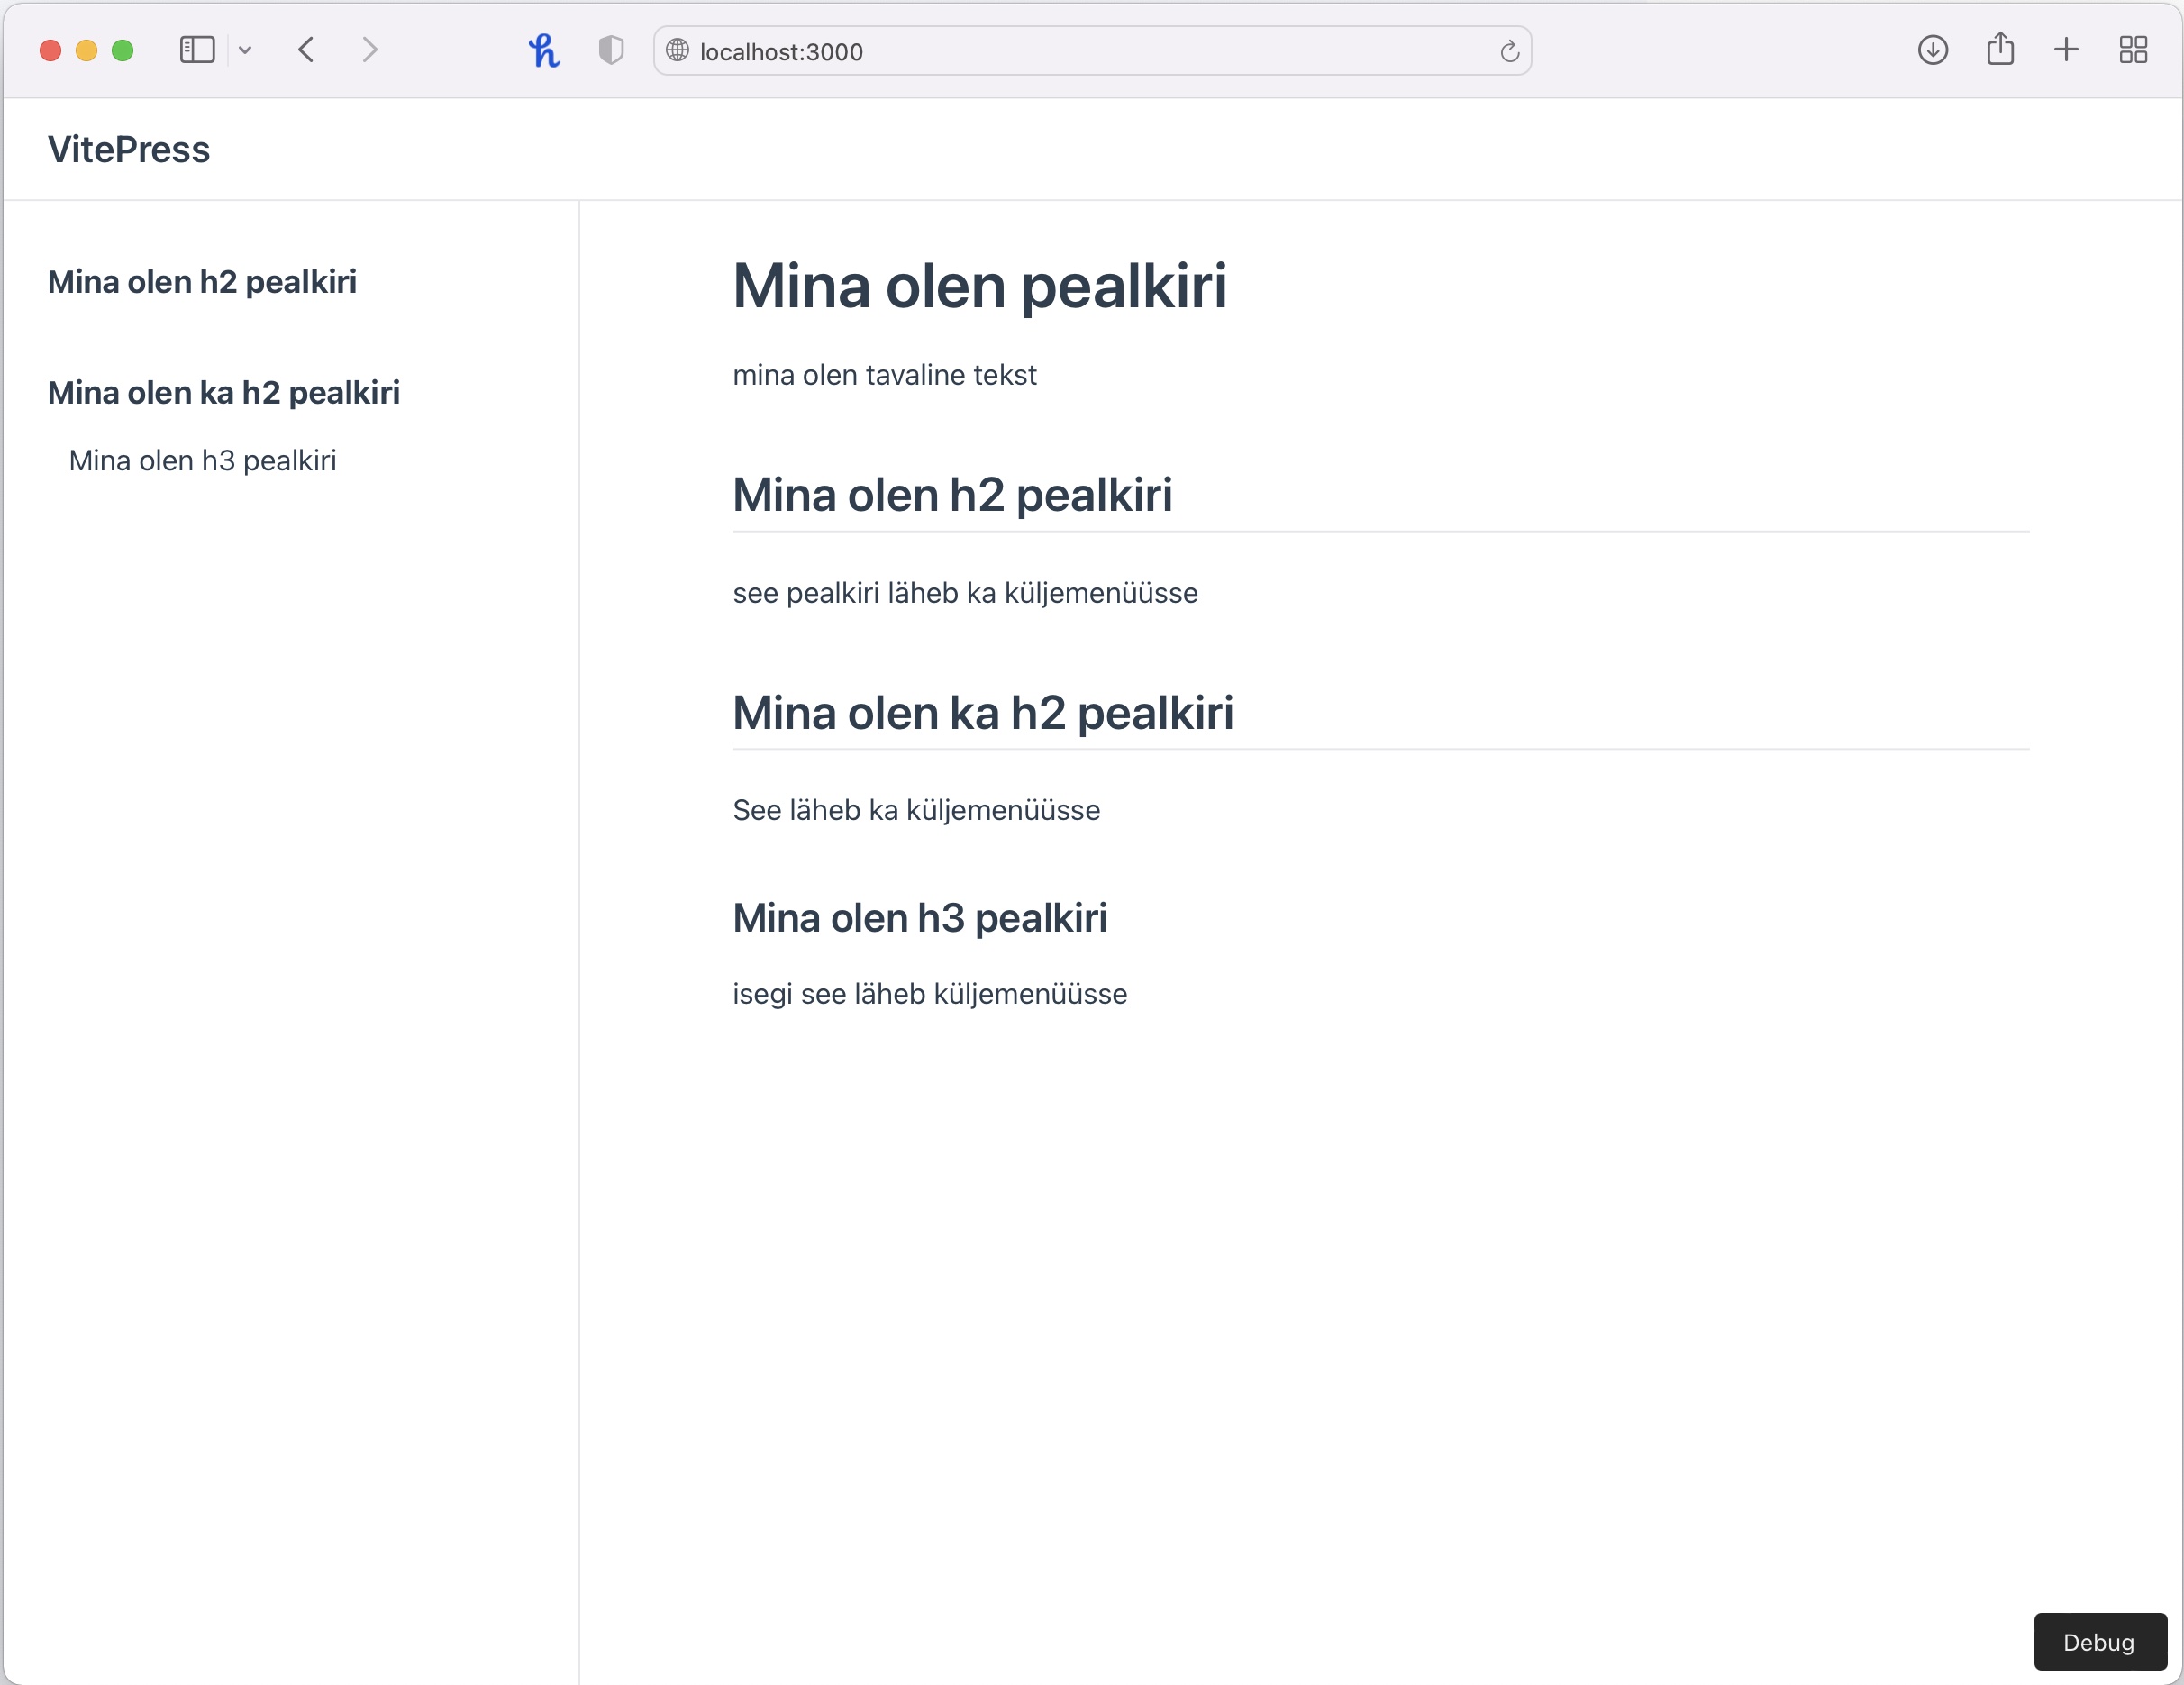 localhost:3000
VitePress
Mina olen h2 pealkiri
Mina olen ka h2 pealkiri
Mina olen h3 pealkiri
Mina olen pealkiri
mina olen tavaline tekst
Mina olen h2 pealkiri
see pealkiri läheb ka küljemenüüsse
Mina olen ka h2 pealkiri
See läheb ka küljemenüüsse
Mina olen h3 pealkiri
isegi see läheb küljemenüüsse
Debug